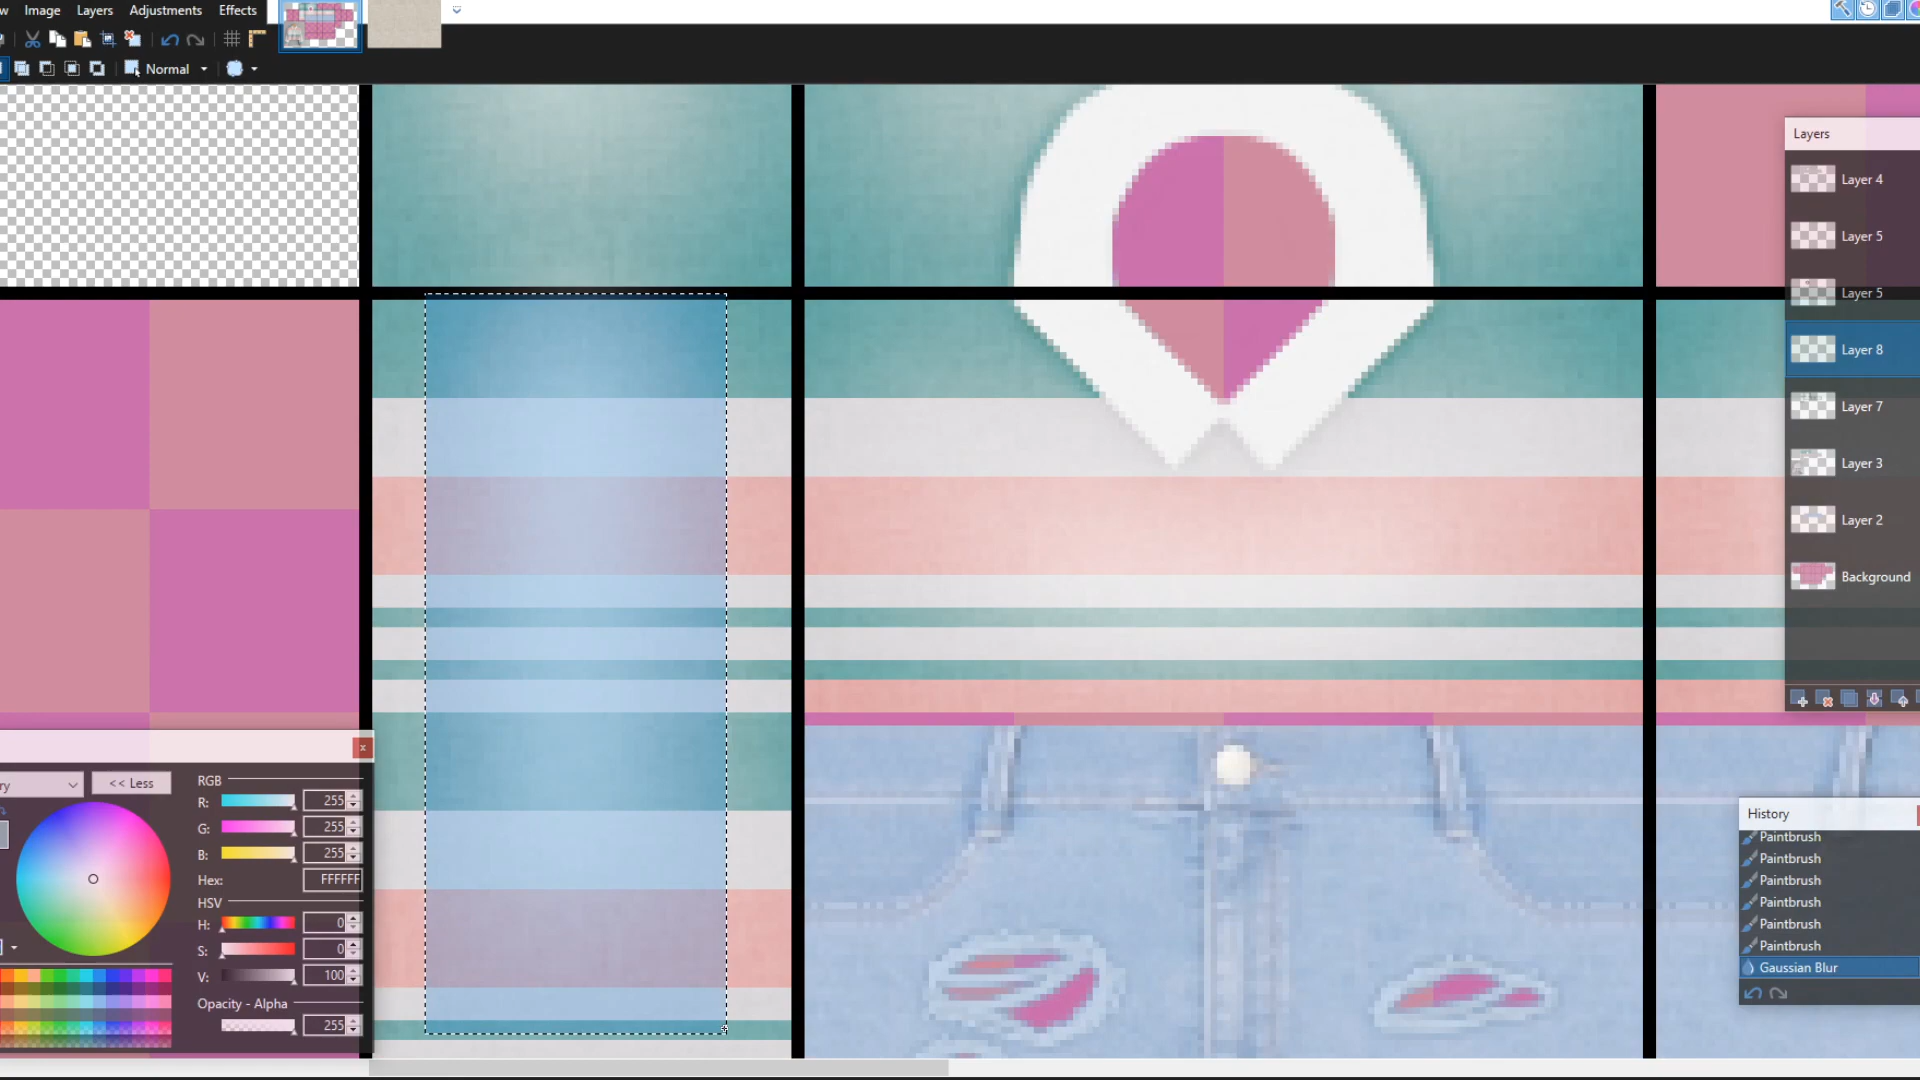 w Image Layers Adjustments Effects
Normal
Layers
Layer 4
Layer 5
Layer 5
Layer 8
Layer 7
Layer 3
Layer 2
Background
ry << Less
RGB
R: 255
G: 255
B: 255
Hex: FFFFFF
HSV
H: 0
S: 0
V: 100
Opacity - Alpha
255
History
Paintbrush
Paintbrush
Paintbrush
Paintbrush
Paintbrush
Paintbrush
Gaussian Blur